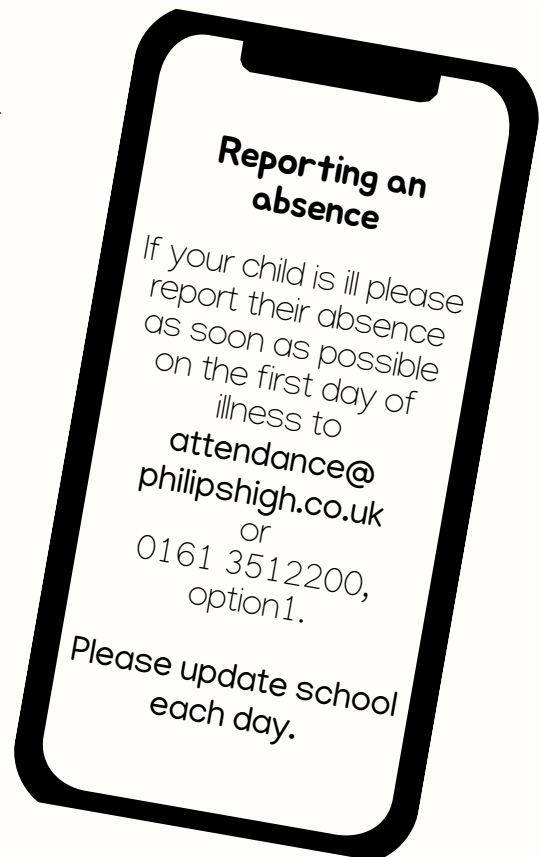 Reporting an
absence
If your child is ill please
report their absence
as soon as possible
on the first day of
illness to
attendance@
philipshigh.co.uk
or
0161 3512200,
option1.
Please update school
each day.